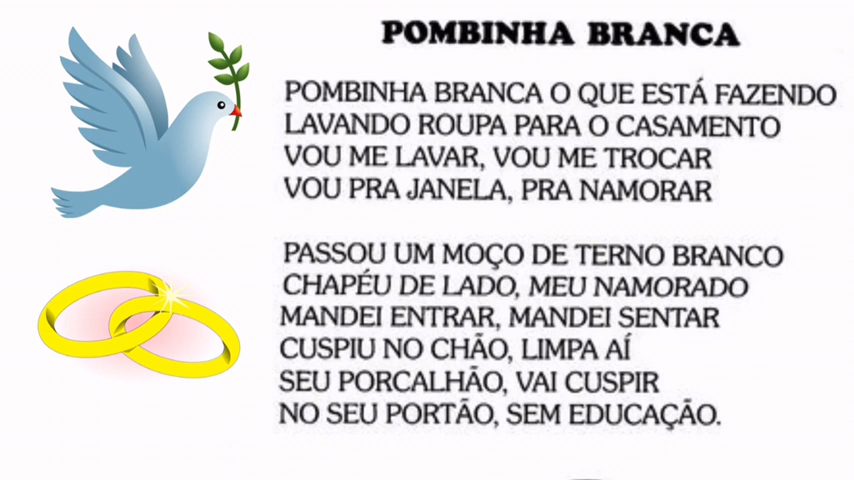 POMBINHA BRANCA
POMBINHA BRANCA O QUE ESTÁ FAZENDO
LAVANDO ROUPA PARA O CASAMENTO
VOU ME LAVAR, VOU ME TROCAR
VOU PRA JANELA, PRA NAMORAR
PASSOU UM MOÇO DE TERNO BRANCO
CHAPÉU DE LADO, MEU NAMORADO
MANDEI ENTRAR, MANDEI SENTAR
CUSPIU NO CHÃO, LIMPA AÍ
SEU PORCALHÃO, VAI CUSPIR
NO SEU PORTÃO, SEM EDUCAÇÃO.